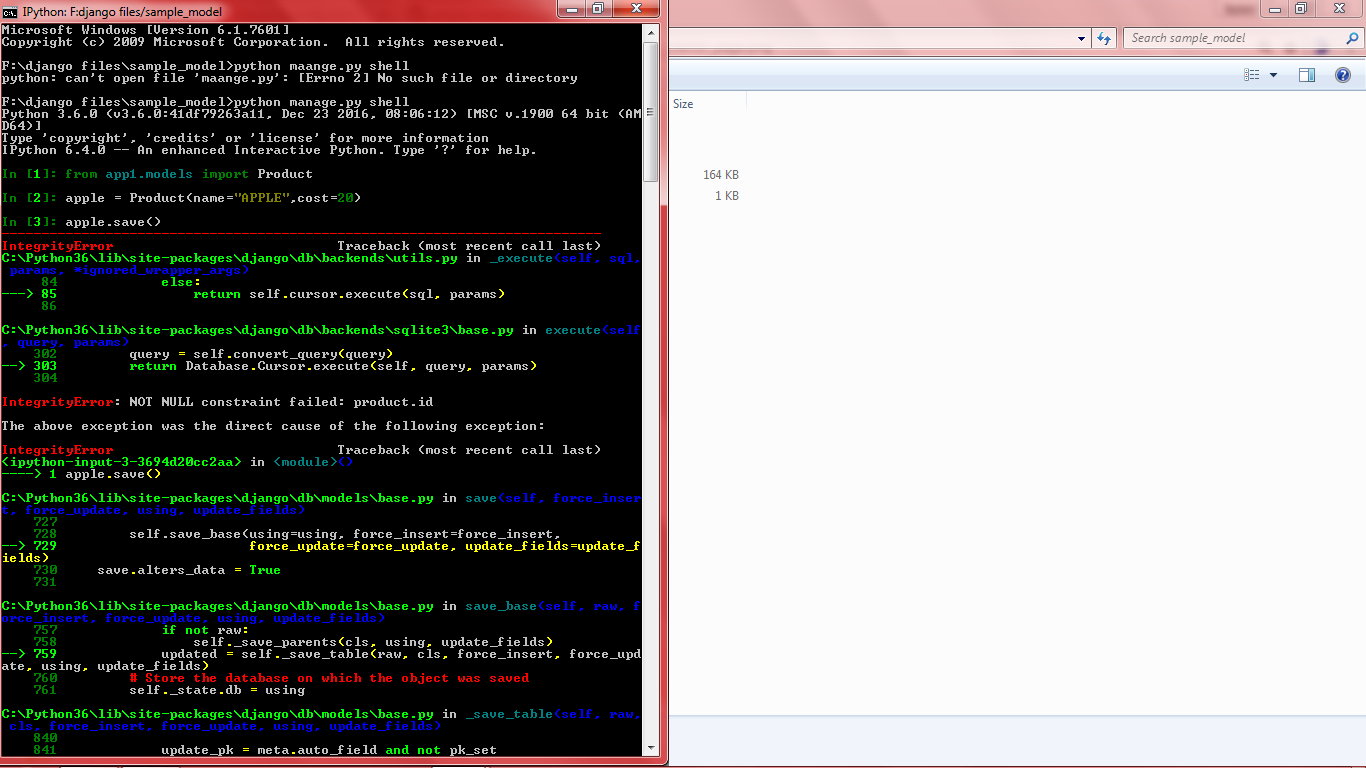 IPython: F:django files/sample_model
Microsoft Windows [Version 6.1.7601]
Copyright (c) 2009 Microsoft Corporation.  All rights reserved.
F:\django files\sample_model>python maange.py shell
python: can't open file 'maange.py': [Errno 2] No such file or directory
F:\django files\sample_model>python manage.py shell
Python 3.6.0 (v3.6.0:41df79263a11, Dec 23 2016, 08:06:12) [MSC v.1900 64 bit (AM
D64)]
Type 'copyright', 'credits' or 'license' for more information
IPython 6.4.0 -- An enhanced Interactive Python. Type '?' for help.
In [1]: from app1.models import Product
In [2]: apple = Product(name="APPLE",cost=20)
In [3]: apple.save()
---------------------------------------------------------------------------
IntegrityError                            Traceback (most recent call last)
C:\Python36\lib\site-packages\django\db\backends\utils.py in _execute(self, sql,
 params, *ignored_wrapper_args)
     84             else:
---> 85                 return self.cursor.execute(sql, params)
     86
C:\Python36\lib\site-packages\django\db\backends\sqlite3\base.py in execute(self
, query, params)
    302         query = self.convert_query(query)
--> 303         return Database.Cursor.execute(self, query, params)
    304
IntegrityError: NOT NULL constraint failed: product.id
The above exception was the direct cause of the following exception:
IntegrityError                            Traceback (most recent call last)
<ipython-input-3-3694d20cc2aa> in <module>()
----> 1 apple.save()
C:\Python36\lib\site-packages\django\db\models\base.py in save(self, force_inser
t, force_update, using, update_fields)
    727
    728         self.save_base(using=using, force_insert=force_insert,
--> 729                        force_update=force_update, update_fields=update_f
ields)
    730     save.alters_data = True
    731
C:\Python36\lib\site-packages\django\db\models\base.py in save_base(self, raw, f
orce_insert, force_update, using, update_fields)
    757             if not raw:
    758                 self._save_parents(cls, using, update_fields)
--> 759             updated = self._save_table(raw, cls, force_insert, force_upd
ate, using, update_fields)
    760         # Store the database on which the object was saved
    761         self._state.db = using
C:\Python36\lib\site-packages\django\db\models\base.py in _save_table(self, raw,
 cls, force_insert, force_update, using, update_fields)
    840
    841             update_pk = meta.auto_field and not pk_set
Search sample_model
Size
164 KB
1 KB